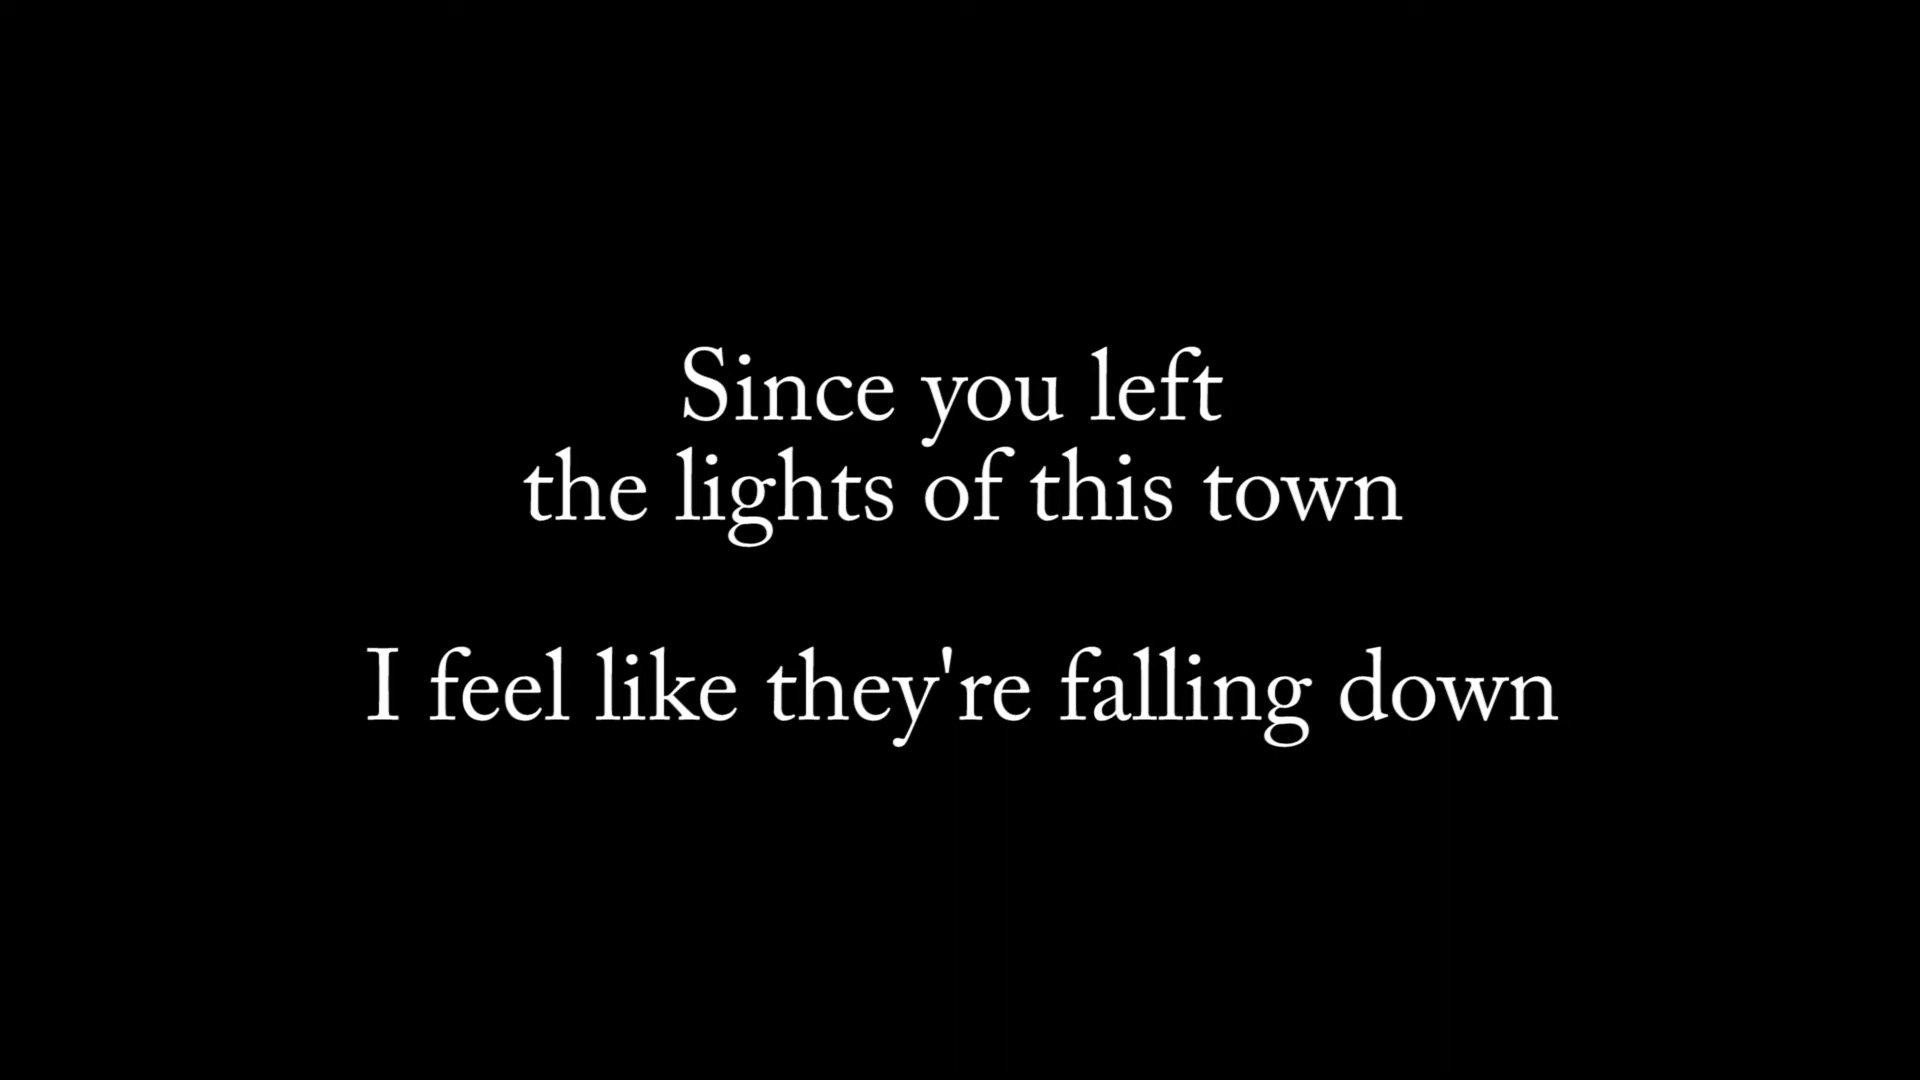 Since you left
the lights of this town
I feel like they're falling down